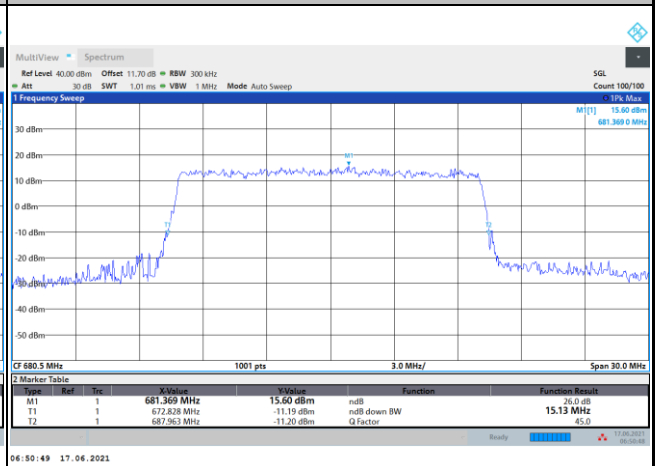 MultiView Spectrum
Ref Level 40.00 dBm Offset 11.70 dB RBW 300 kHz SGL
Att 30 dB SWT 1.01 ms VBW 1 MHz Mode Auto Sweep Count 100/100
1 Frequency Sweep 1Pk Max
M1[1] 15.60 dBm
681.369 0 MHz
30 dBm
20 dBm
M1
10 dBm
0 dBm
T1 T2
-10 dBm
-20 dBm
-30 dBm
-40 dBm
-50 dBm
CF 680.5 MHz 1001 pts 3.0 MHz/ Span 30.0 MHz
2 Marker Table
Type Ref Trc X-Value Y-Value Function Function Result
M1 1 681.369 MHz 15.60 dBm ndB 26.0 dB
T1 1 672.828 MHz -11.19 dBm ndB down BW 15.13 MHz
T2 1 687.963 MHz -11.20 dBm Q Factor 45.0
Ready 17.06.2021
06:50:48
06:50:49 17.06.2021